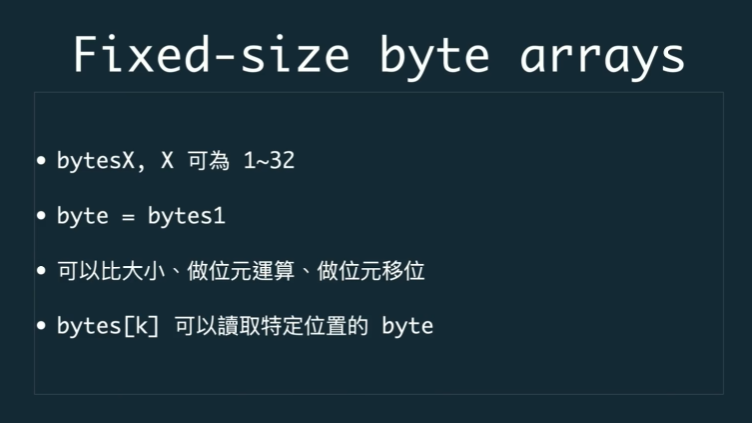 Fixed-size byte arrays
• bytesX, X 可為 1~32
• byte = bytes1
• 可以比大小、做位元運算、做位元移位
• bytes[k] 可以讀取特定位置的 byte